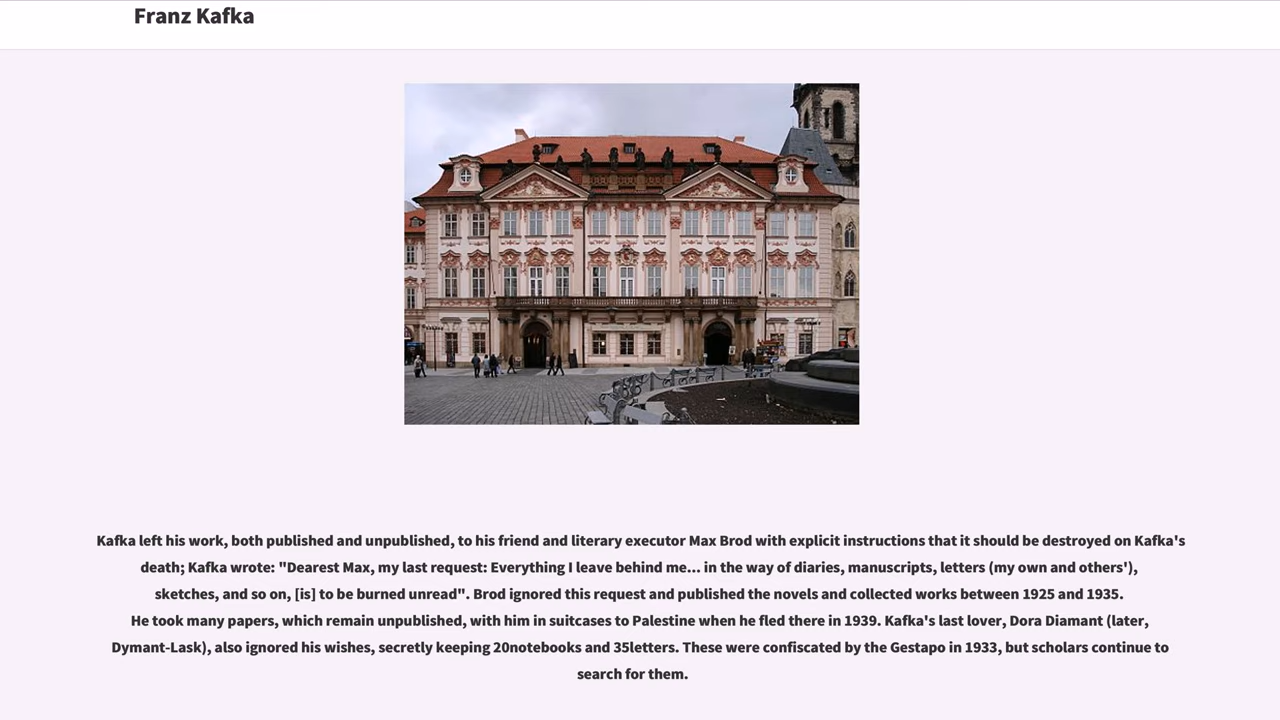 Franz Kafka
Kafka left his work, both published and unpublished, to his friend and literary executor Max Brod with explicit instructions that it should be destroyed on Kafka's
death; Kafka wrote: "Dearest Max, my last request: Everything I leave behind me... in the way of diaries, manuscripts, letters (my own and others'),
sketches, and so on, [is] to be burned unread". Brod ignored this request and published the novels and collected works between 1925 and 1935.
He took many papers, which remain unpublished, with him in suitcases to Palestine when he fled there in 1939. Kafka's last lover, Dora Diamant (later,
Dymant-Lask), also ignored his wishes, secretly keeping 20notebooks and 35letters. These were confiscated by the Gestapo in 1933, but scholars continue to
search for them.